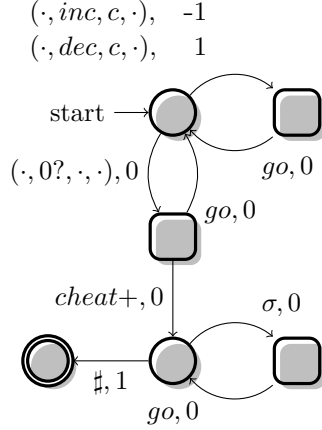 (·, inc, c, ·), -1
(·, dec, c, ·), 1
start
go, 0
(·, 0?, ·, ·), 0
go, 0
cheat+, 0
σ, 0
♯, 1
go, 0